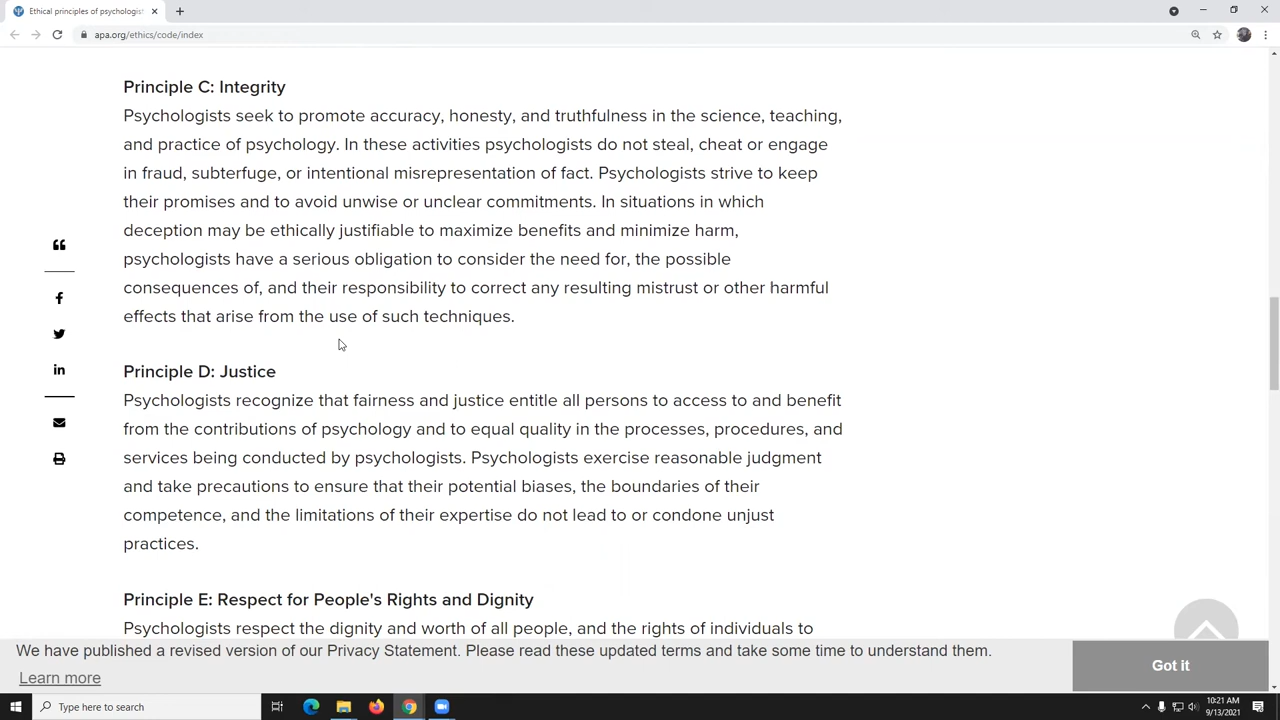 Ethical principles of psychologist
apa.org/ethics/code/index
Principle C: Integrity
Psychologists seek to promote accuracy, honesty, and truthfulness in the science, teaching,
and practice of psychology. In these activities psychologists do not steal, cheat or engage
in fraud, subterfuge, or intentional misrepresentation of fact. Psychologists strive to keep
their promises and to avoid unwise or unclear commitments. In situations in which
deception may be ethically justifiable to maximize benefits and minimize harm,
psychologists have a serious obligation to consider the need for, the possible
consequences of, and their responsibility to correct any resulting mistrust or other harmful
effects that arise from the use of such techniques.
Principle D: Justice
Psychologists recognize that fairness and justice entitle all persons to access to and benefit
from the contributions of psychology and to equal quality in the processes, procedures, and
services being conducted by psychologists. Psychologists exercise reasonable judgment
and take precautions to ensure that their potential biases, the boundaries of their
competence, and the limitations of their expertise do not lead to or condone unjust
practices.
Principle E: Respect for People's Rights and Dignity
Psychologists respect the dignity and worth of all people, and the rights of individuals to
We have published a revised version of our Privacy Statement. Please read these updated terms and take some time to understand them.
Learn more
Got it
Type here to search
10:21 AM
9/13/2021